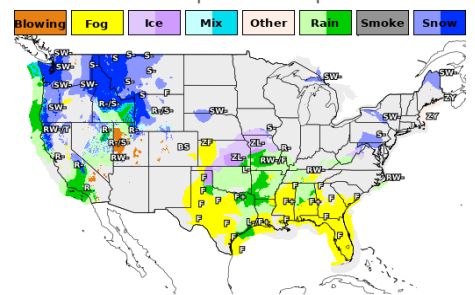 Blowing Fog Ice Mix Other Rain Smoke Snow
SW- S S- S-
SW- S- S- SW- SW-
SW- SW- S- F ZY
SW- R-/S- R-/S- SW- SW- ZY
RW-/T R- R- S- S-
R-/S- BS ZF ZL- R-
R- RW- ZL- RW-/F
R- L- RW- RW-
R- F F F F
F F+ F+ F+ F
F F F F F
F L-/F+ F
F F